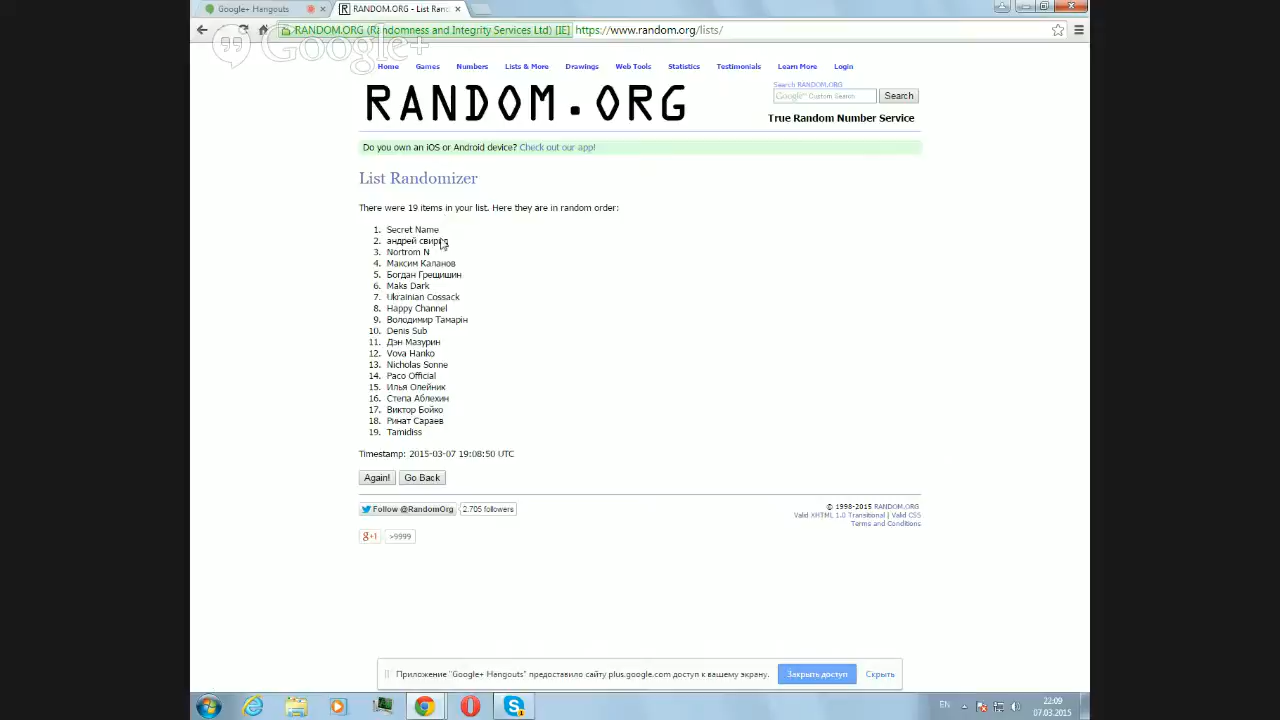 Google+ Hangouts
RANDOM.ORG - List Ranc
RANDOM.ORG (Randomness and Integrity Services Ltd) [IE] https://www.random.org/lists/
Google+
Home Games Numbers Lists & More Drawings Web Tools Statistics Testimonials Learn More Login
Search RANDOM.ORG
RANDOM.ORG
Google™ Custom Search Search
True Random Number Service
Do you own an iOS or Android device? Check out our app!
List Randomizer
There were 19 items in your list. Here they are in random order:
1. Secret Name
2. андрей
3. Nortrom N
4. Максим Капанов
5. Богдан Грещишин
6. Maks Dark
7. Ukrainian Cossack
8. Happy Channel
9. Володимир Тамарін
10. Denis Sub
11. Дэн Мазурин
12. Vova Hanko
13. Nicholas Sonne
14. Paco Official
15. Илья Олейник
16. Степа Аблехин
17. Виктор Бойко
18. Ринат Сараев
19. Tamidiss
Timestamp: 2015-03-07 19:08:50 UTC
Again! Go Back
Follow @RandomOrg 2.705 followers
© 1998-2015 RANDOM.ORG
Valid XHTML 1.0 Transitional | Valid CSS
Terms and Conditions
g+1 >9999
Приложение "Google+ Hangouts" предоставило сайту plus.google.com доступ к вашему экрану. Закрыть доступ Скрыть
EN 22:09
07.03.2015